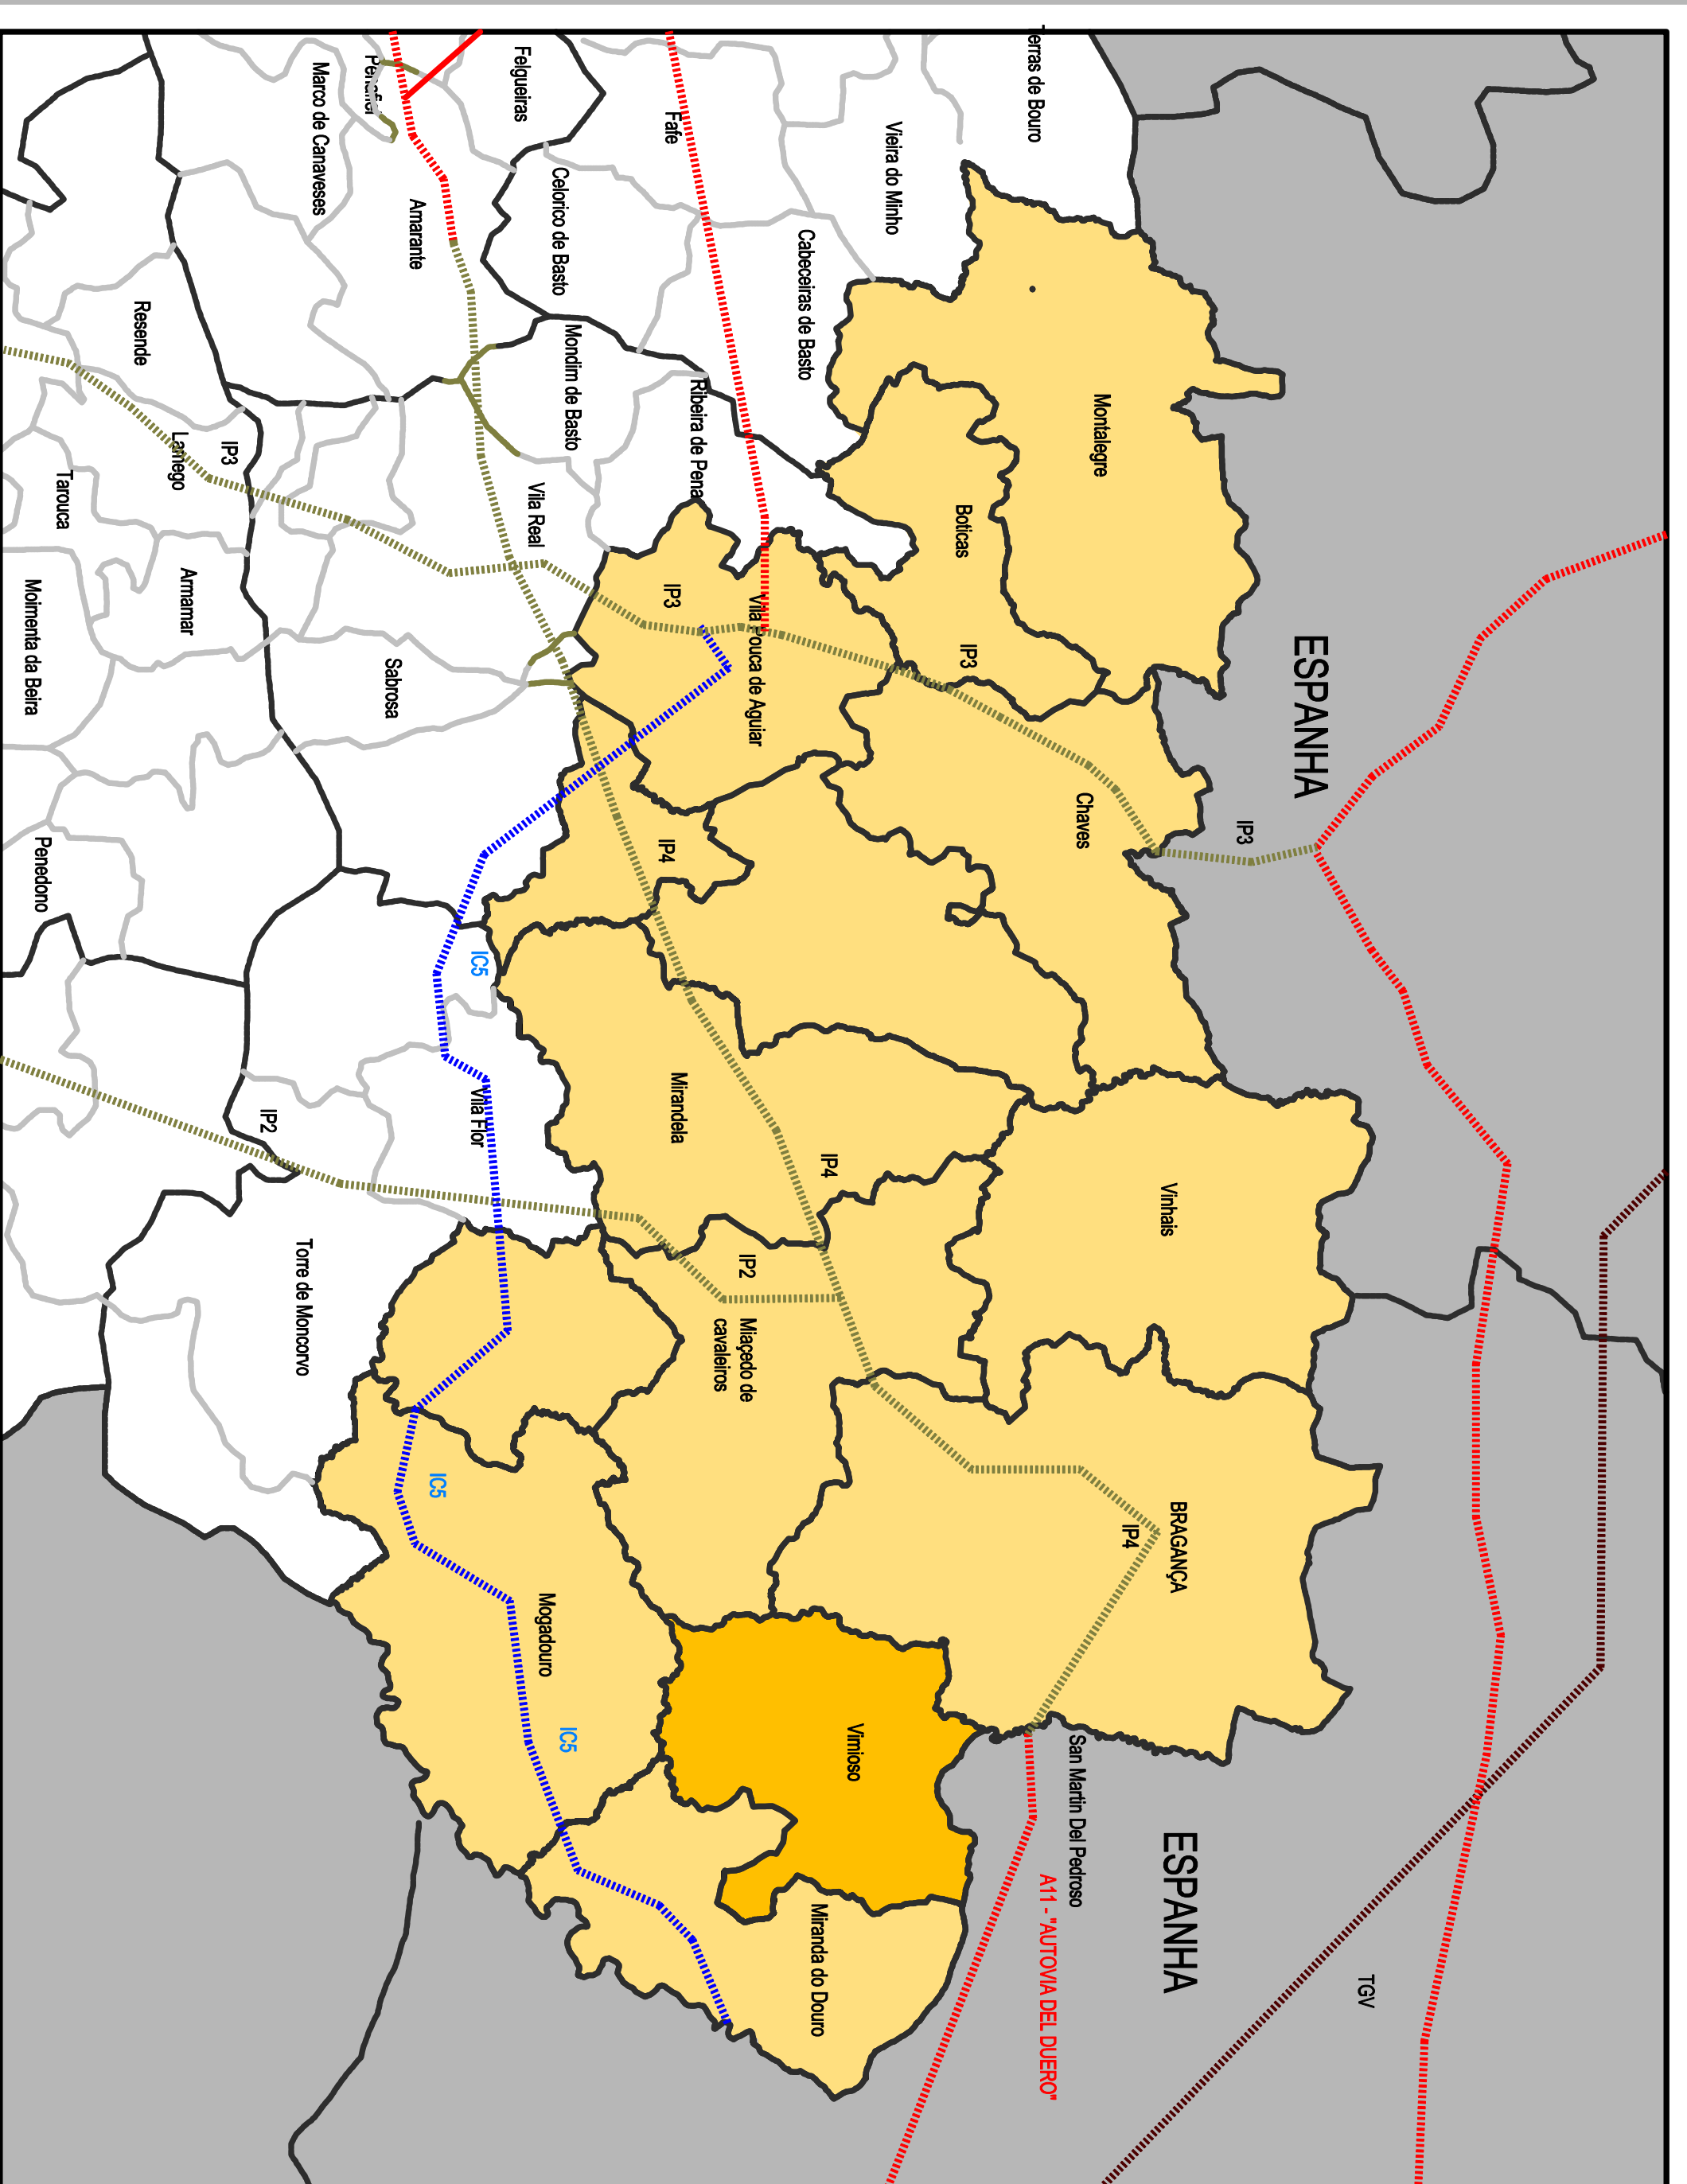 ESPANHA
ESPANHA
TGV
IP3
Terras de Bouro
Montalegre
Chaves
Vinhais
BRAGANÇA
IP4
San Martin Del Pedroso
A11 - "AUTOVIA DEL DUERO"
Vieira do Minho
Boticas
IP3
Cabeceiras de Basto
IP4
Vimioso
Miranda do Douro
Fafe
Ribeira de Pena
Vila Pouca de Aguiar
IP3
IP4
Mirandela
IP2
Miaçedo de
cavaleiros
Felgueiras
Celorico de Basto
Mondim de Basto
Vila Real
Mogadouro
IC5
IC5
Vila Flor
IC5
Penafiel
Amarante
Sabrosa
Marco de Canaveses
IP3
IP2
Torre de Moncorvo
Resende
Lamego
Armamar
Tarouca
Moimenta da Beira
Penedono